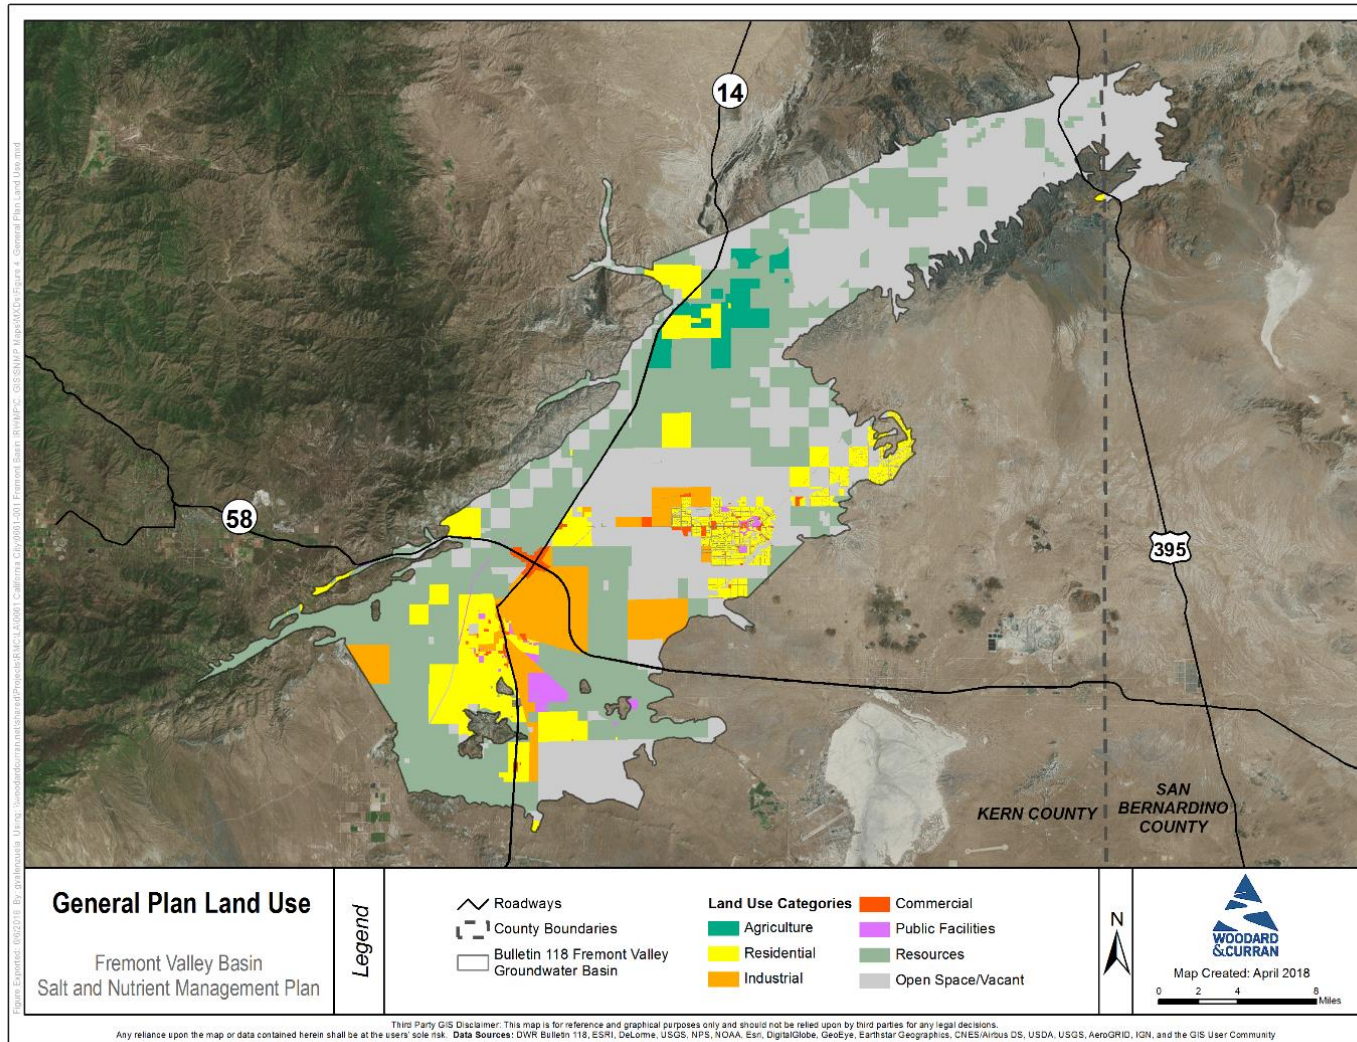 14
58
395
KERN COUNTY
SAN
BERNARDINO
COUNTY
General Plan Land Use
Fremont Valley Basin
Salt and Nutrient Management Plan
Legend
Roadways
County Boundaries
Bulletin 118 Fremont Valley
Groundwater Basin
Land Use Categories
Agriculture
Residential
Industrial
Commercial
Public Facilities
Resources
Open Space/Vacant
N
WOODARD
&CURRAN
Map Created: April 2018
0 2 4 8
Miles
Third Party GIS Disclaimer: This map is for reference and graphical purposes only and should not be relied upon by third parties for any legal decisions.
Any reliance upon the map or data contained herein shall be at the users' sole risk. Data Sources: DWR Bulletin 118, ESRI, DeLorme, USGS, NPS, NOAA, Esri, DigitalGlobe, GeoEye, Earthstar Geographics, CNES/Airbus DS, USDA, USGS, AeroGRID, IGN, and the GIS User Community